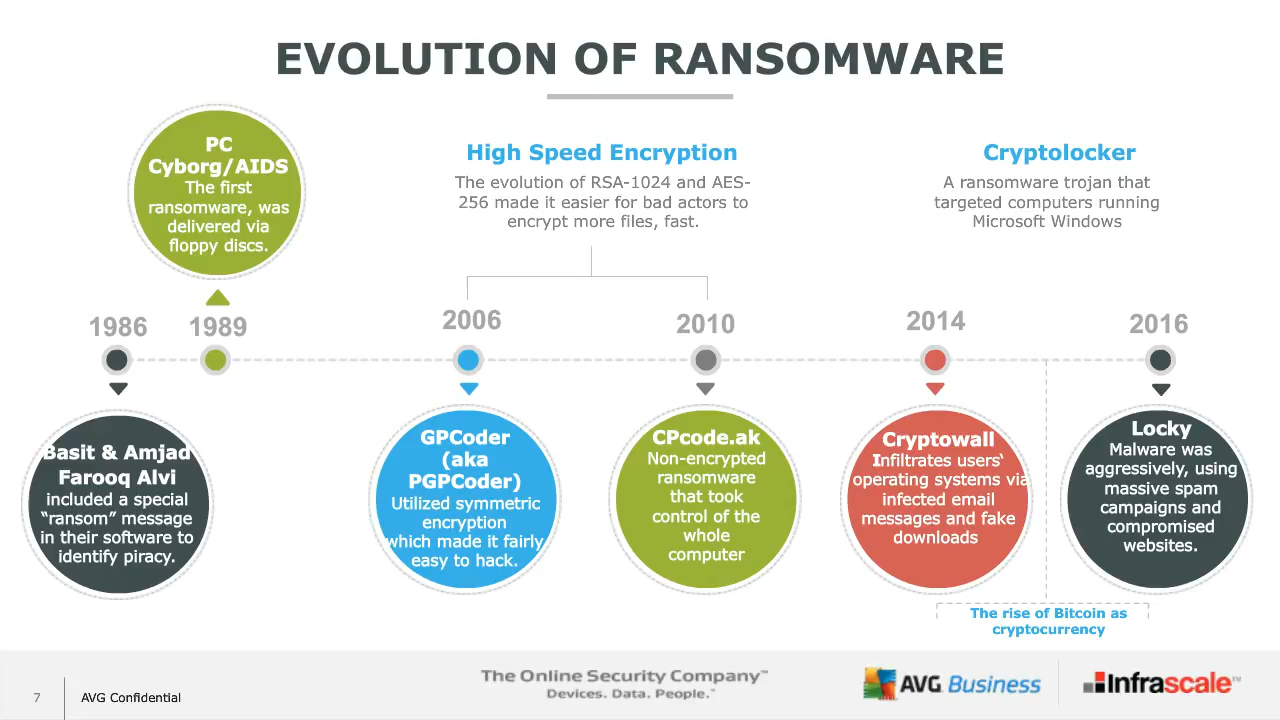 EVOLUTION OF RANSOMWARE
PC
Cyborg/AIDS
The first
ransomware, was
delivered via
floppy discs.
High Speed Encryption
The evolution of RSA-1024 and AES-
256 made it easier for bad actors to
encrypt more files, fast.
Cryptolocker
A ransomware trojan that
targeted computers running
Microsoft Windows
1986
1989
2006
2010
2014
2016
Basit & Amjad
Farooq Alvi
included a special
“ransom” message
in their software to
identify piracy.
GPCoder
(aka
PGPCoder)
Utilized symmetric
encryption
which made it fairly
easy to hack.
CPcode.ak
Non-encrypted
ransomware
that took
control of the
whole
computer
Cryptowall
Infiltrates users‘
operating systems via
infected email
messages and fake
downloads
Locky
Malware was
aggressively, using
massive spam
campaigns and
compromised
websites.
The rise of Bitcoin as
cryptocurrency
7
AVG Confidential
The Online Security Company™
Devices. Data. People.™
AVG Business
Infrascale™